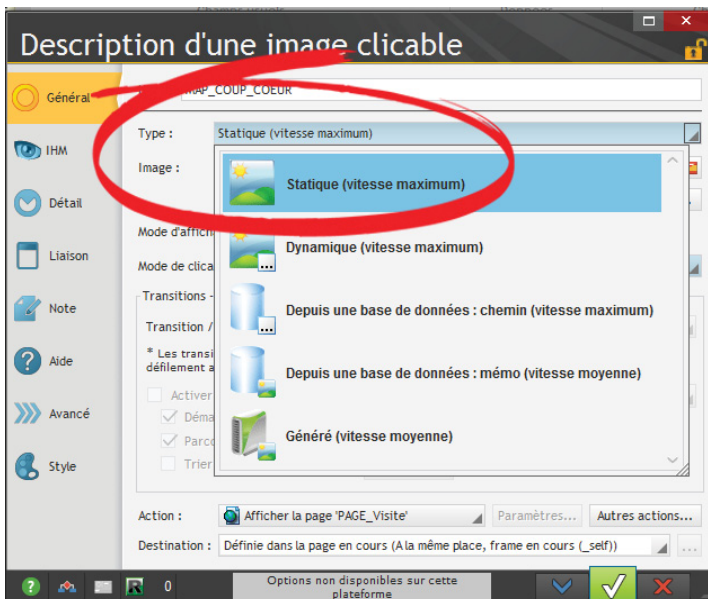 Description d'une image clicable
Général
MAP_COUP_COEUR
IHM
Type :
Statique (vitesse maximum)
Image :
Statique (vitesse maximum)
Détail
Mode d'affich
Dynamique (vitesse maximum)
Liaison
Mode de clica
Transitions -
Note
Depuis une base de données : chemin (vitesse maximum)
Transition /
* Les transi
défilement a
Aide
Depuis une base de données : mémo (vitesse moyenne)
Activer
Déma
Avancé
Parco
Généré (vitesse moyenne)
Trier
Style
Action :
Afficher la page 'PAGE_Visite'
Paramètres...
Autres actions...
Destination :
Définie dans la page en cours (A la même place, frame en cours (_self))
...
? R 0
Options non disponibles sur cette
plateforme